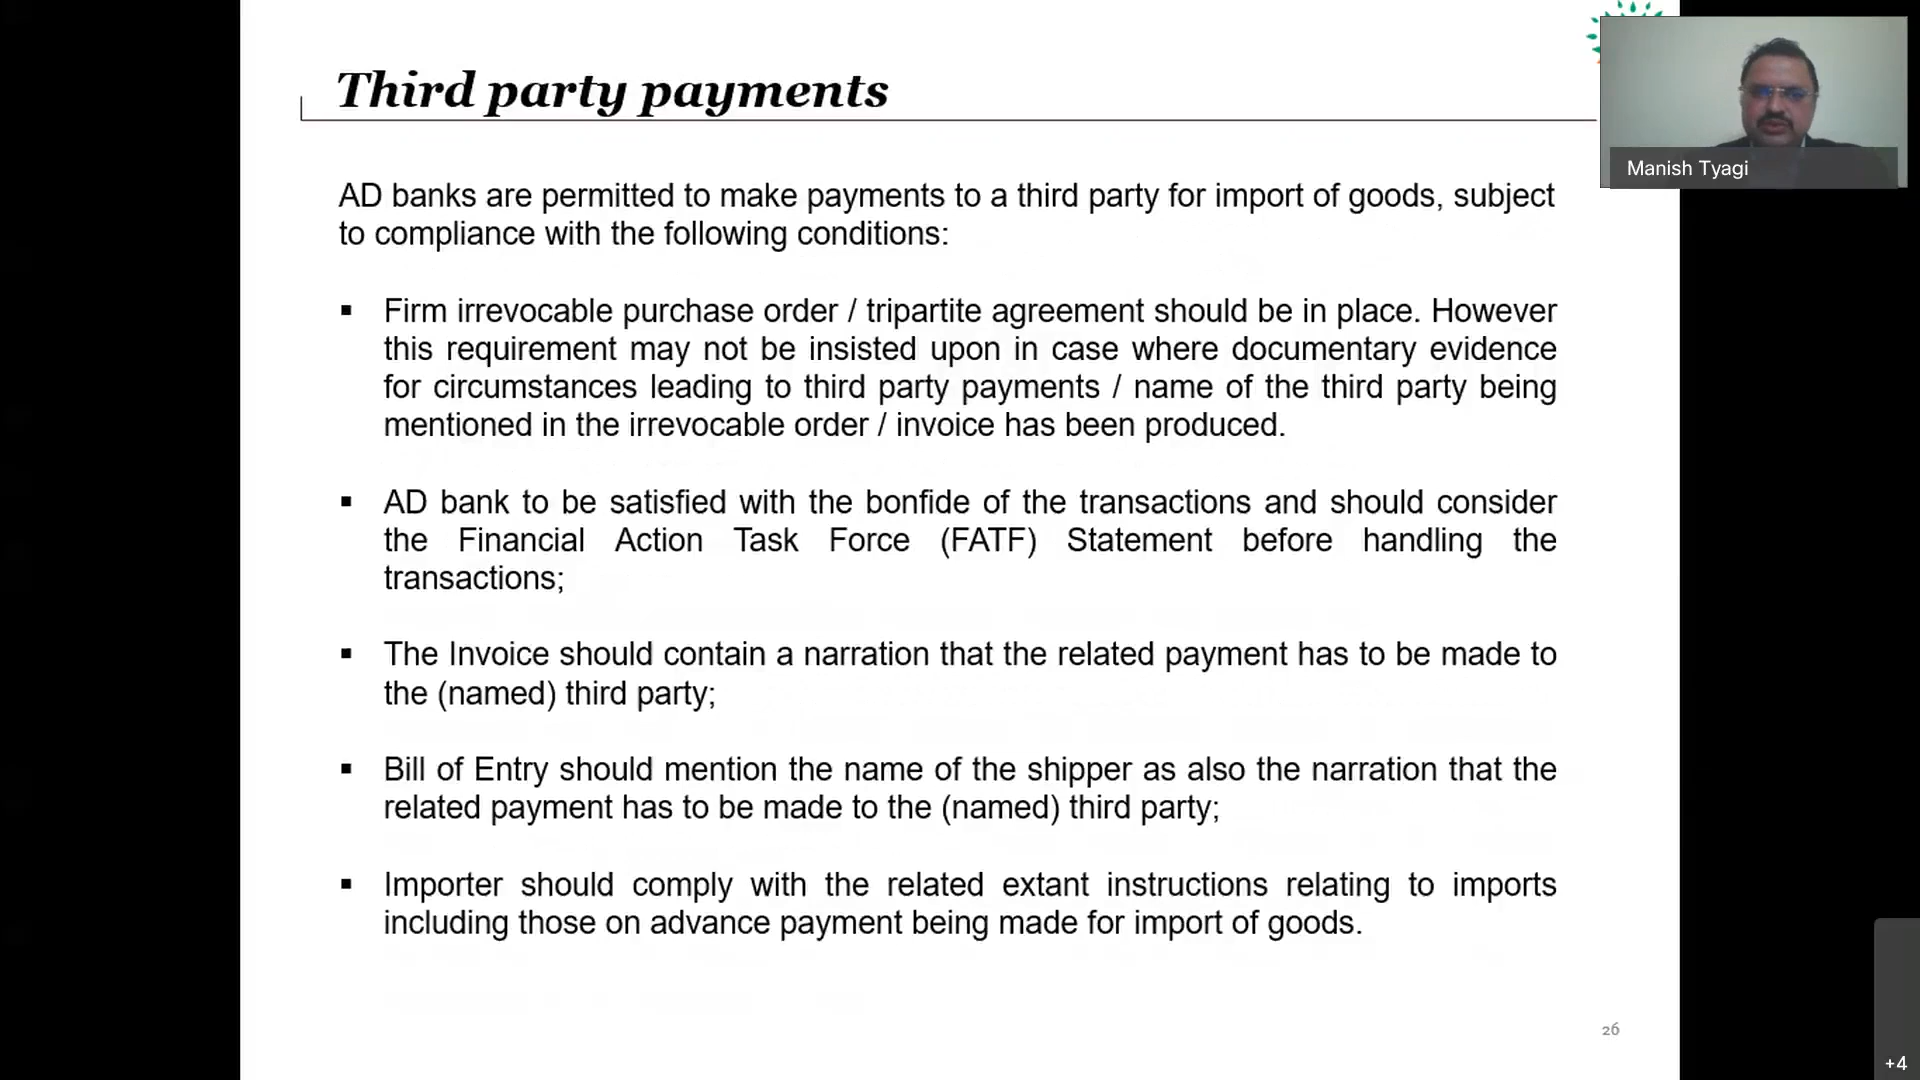 Third party payments
Manish Tyagi
AD banks are permitted to make payments to a third party for import of goods, subject
to compliance with the following conditions:
▪ Firm irrevocable purchase order / tripartite agreement should be in place. However
this requirement may not be insisted upon in case where documentary evidence
for circumstances leading to third party payments / name of the third party being
mentioned in the irrevocable order / invoice has been produced.
▪ AD bank to be satisfied with the bonfide of the transactions and should consider
the Financial Action Task Force (FATF) Statement before handling the
transactions;
▪ The Invoice should contain a narration that the related payment has to be made to
the (named) third party;
▪ Bill of Entry should mention the name of the shipper as also the narration that the
related payment has to be made to the (named) third party;
▪ Importer should comply with the related extant instructions relating to imports
including those on advance payment being made for import of goods.
26
+4